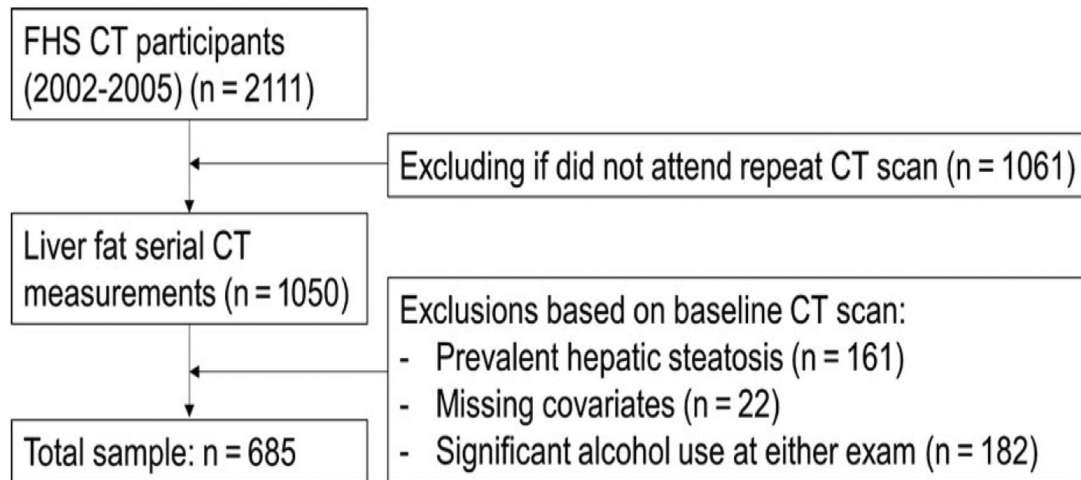 FHS CT participants
(2002-2005) (n = 2111)
Excluding if did not attend repeat CT scan (n = 1061)
Liver fat serial CT
measurements (n = 1050)
Exclusions based on baseline CT scan:
- Prevalent hepatic steatosis (n = 161)
- Missing covariates (n = 22)
- Significant alcohol use at either exam (n = 182)
Total sample: n = 685